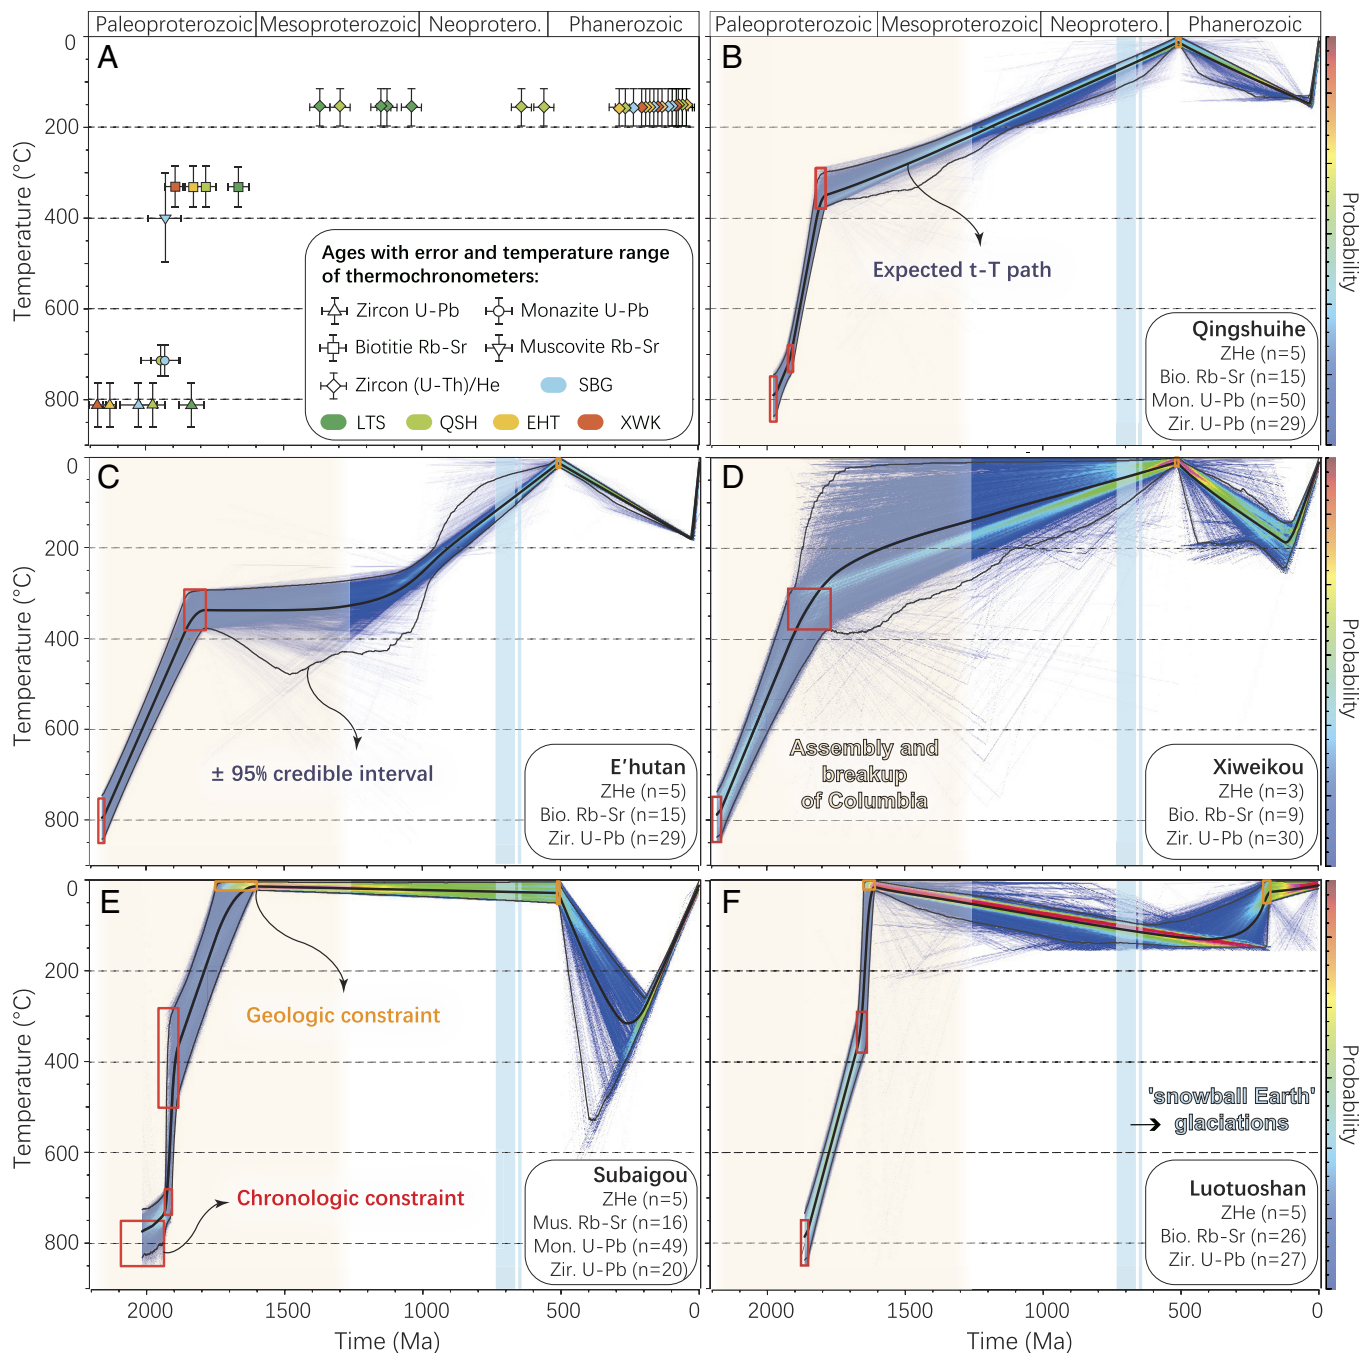 Paleoproterozoic Mesoproterozoic Neoprotero. Phanerozoic
Paleoproterozoic Mesoproterozoic Neoprotero. Phanerozoic
A
0
200
400
600
800
Temperature (°C)
Ages with error and temperature range
of thermochronometers:
Zircon U-Pb
Monazite U-Pb
Biotitie Rb-Sr
Muscovite Rb-Sr
Zircon (U-Th)/He
SBG
LTS
QSH
EHT
XWK
B
Expected t-T path
Qingshuihe
ZHe (n=5)
Bio. Rb-Sr (n=15)
Mon. U-Pb (n=50)
Zir. U-Pb (n=29)
Probability
C
0
200
400
600
800
Temperature (°C)
± 95% credible interval
E'hutan
ZHe (n=5)
Bio. Rb-Sr (n=15)
Zir. U-Pb (n=29)
D
Assembly and
breakup
of Columbia
Xiweikou
ZHe (n=3)
Bio. Rb-Sr (n=9)
Zir. U-Pb (n=30)
Probability
E
0
200
400
600
800
Temperature (°C)
Geologic constraint
Chronologic constraint
Subaigou
ZHe (n=5)
Mus. Rb-Sr (n=16)
Mon. U-Pb (n=49)
Zir. U-Pb (n=20)
2000 1500 1000 500 0
Time (Ma)
F
'snowball Earth'
glaciations
Luotuoshan
ZHe (n=5)
Bio. Rb-Sr (n=26)
Zir. U-Pb (n=27)
Probability
2000 1500 1000 500 0
Time (Ma)